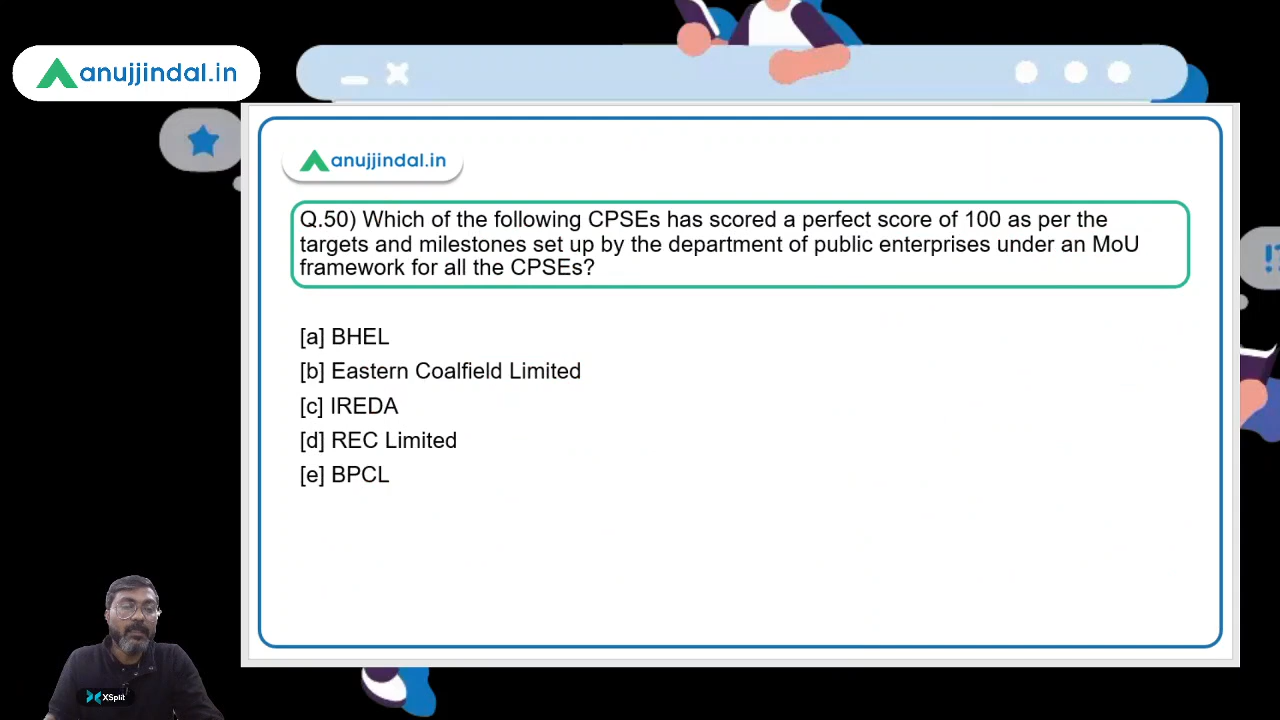 anujjindal.in
anujjindal.in
Q.50) Which of the following CPSEs has scored a perfect score of 100 as per the
targets and milestones set up by the department of public enterprises under an MoU
framework for all the CPSEs?
[a] BHEL
[b] Eastern Coalfield Limited
[c] IREDA
[d] REC Limited
[e] BPCL
!?
XSplit